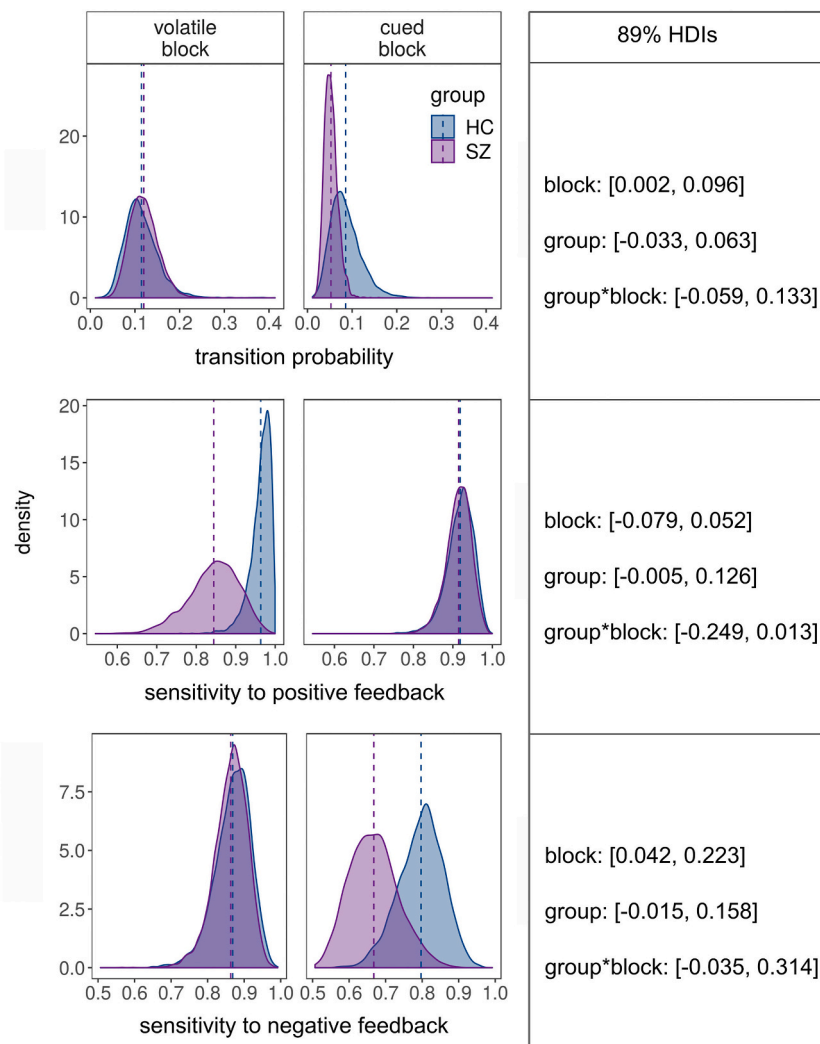 volatile
block
cued
block
89% HDIs
group
HC
SZ
20
10
0
0.0 0.1 0.2 0.3 0.4
0.0 0.1 0.2 0.3 0.4
transition probability
block: [0.002, 0.096]
group: [-0.033, 0.063]
group*block: [-0.059, 0.133]
density
20
15
10
5
0
0.6 0.7 0.8 0.9 1.0
0.6 0.7 0.8 0.9 1.0
sensitivity to positive feedback
block: [-0.079, 0.052]
group: [-0.005, 0.126]
group*block: [-0.249, 0.013]
7.5
5.0
2.5
0.0
0.5 0.6 0.7 0.8 0.9 1.0
0.5 0.6 0.7 0.8 0.9 1.0
sensitivity to negative feedback
block: [0.042, 0.223]
group: [-0.015, 0.158]
group*block: [-0.035, 0.314]